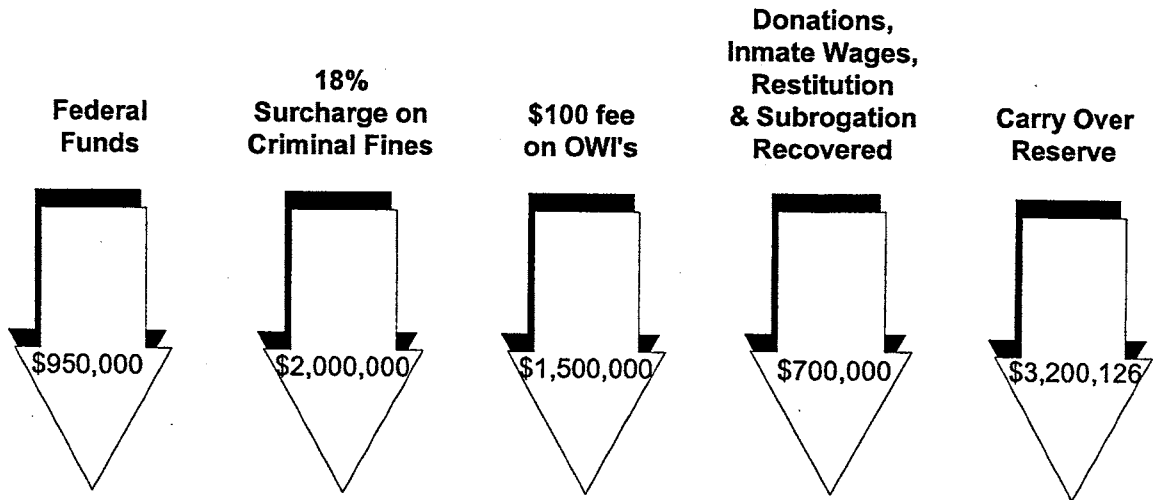 Federal
Funds
18%
Surcharge on
Criminal Fines
$100 fee
on OWI's
Donations,
Inmate Wages,
Restitution
& Subrogation
Recovered
Carry Over
Reserve
$950,000
$2,000,000
$1,500,000
$700,000
$3,200,126